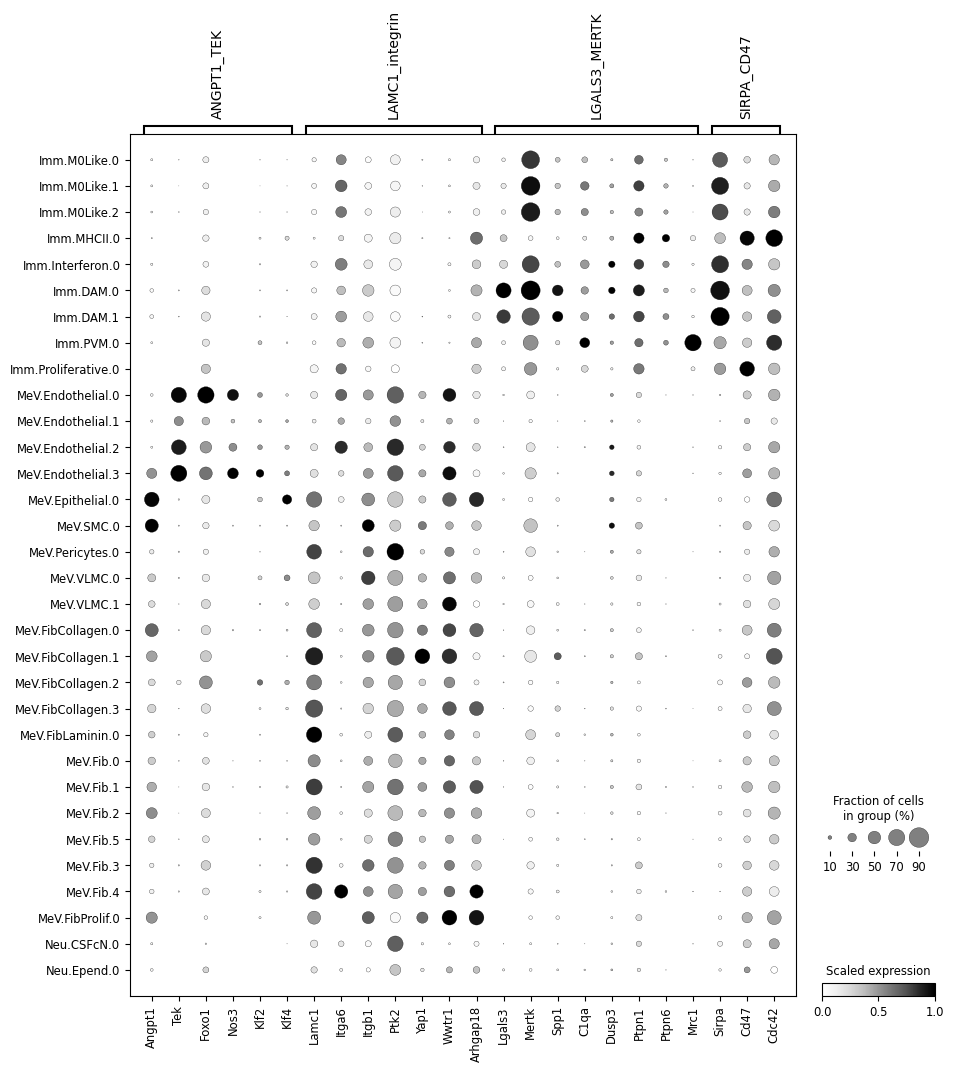 ANGPT1_TEK
LAMC1_integrin
LGALS3_MERTK
SIRPA_CD47
Imm.M0Like.0
Imm.M0Like.1
Imm.M0Like.2
Imm.MHCII.0
Imm.Interferon.0
Imm.DAM.0
Imm.DAM.1
Imm.PVM.0
Imm.Proliferative.0
MeV.Endothelial.0
MeV.Endothelial.1
MeV.Endothelial.2
MeV.Endothelial.3
MeV.Epithelial.0
MeV.SMC.0
MeV.Pericytes.0
MeV.VLMC.0
MeV.VLMC.1
MeV.FibCollagen.0
MeV.FibCollagen.1
MeV.FibCollagen.2
MeV.FibCollagen.3
MeV.FibLaminin.0
MeV.Fib.0
MeV.Fib.1
MeV.Fib.2
MeV.Fib.5
MeV.Fib.3
MeV.Fib.4
MeV.FibProlif.0
Neu.CSFcN.0
Neu.Epend.0
Angpt1
Tek
Foxo1
Nos3
Klf2
Klf4
Lamc1
Itga6
Itgb1
Ptk2
Yap1
Wwtr1
Arhgap18
Lgals3
Mertk
Spp1
C1qa
Dusp3
Ptpn1
Ptpn6
Mrc1
Sirpa
Cd47
Cdc42
Fraction of cells
in group (%)
10 30 50 70 90
Scaled expression
0.0 0.5 1.0